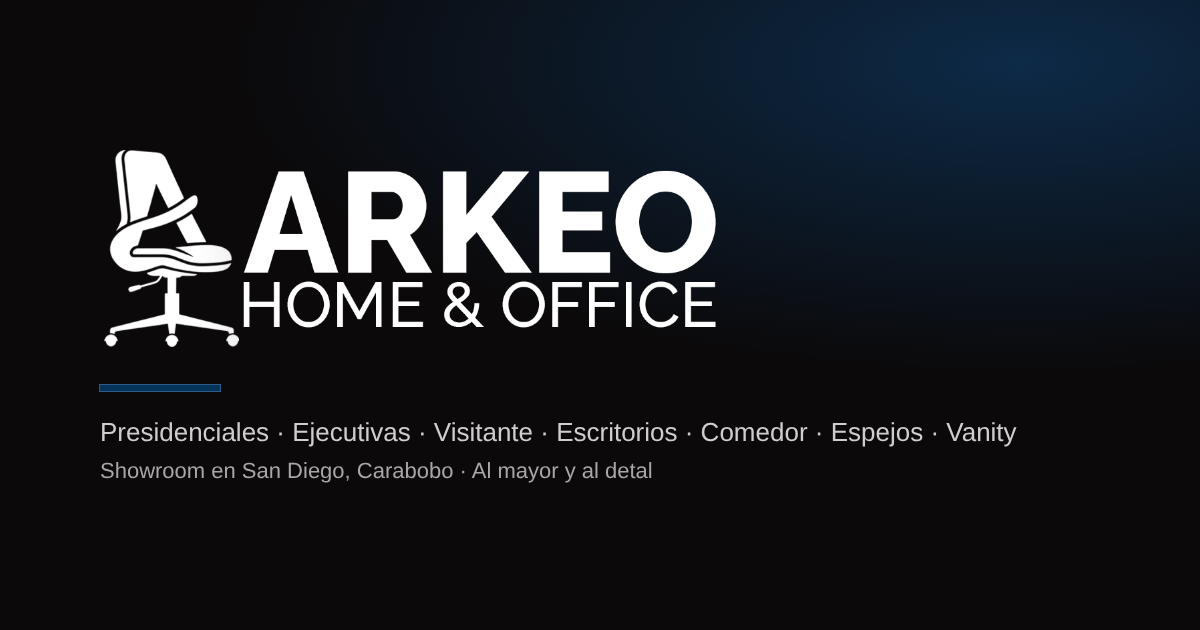 ARKEO
HOME & OFFICE
Presidenciales · Ejecutivas · Visitante · Escritorios · Comedor · Espejos · Vanity
Showroom en San Diego, Carabobo · Al mayor y al detal